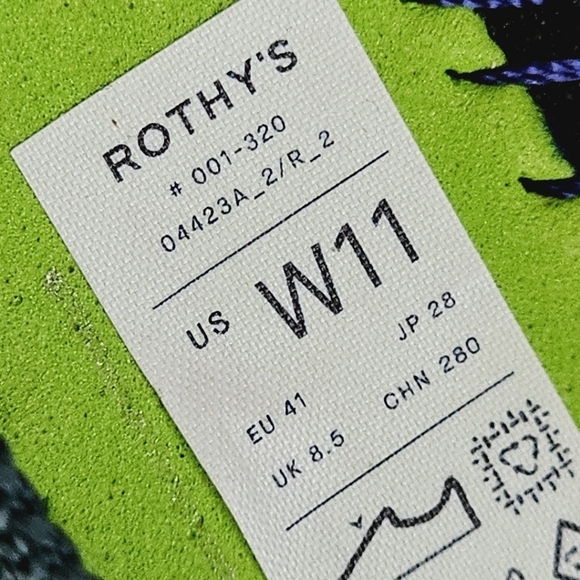 ROTHY'S
# 001-320
04423A_2/R_2
US W11
EU 41 JP 28
UK 8.5 CHN 280